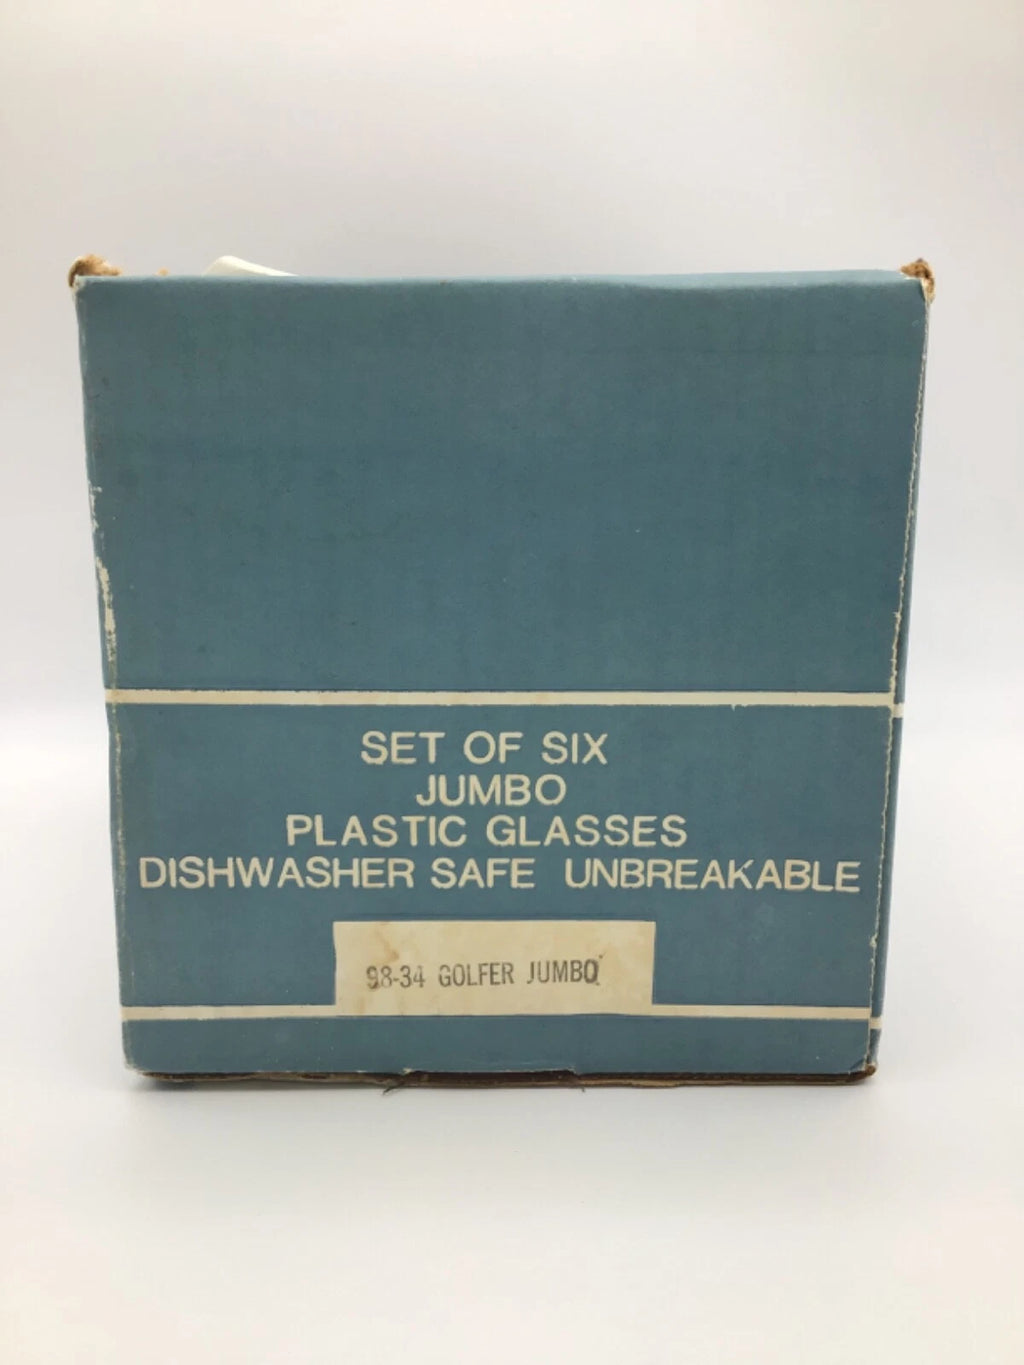 SET OF SIX
JUMBO
PLASTIC GLASSES
DISHWASHER SAFE UNBREAKABLE
98-34 GOLFER JUMBO